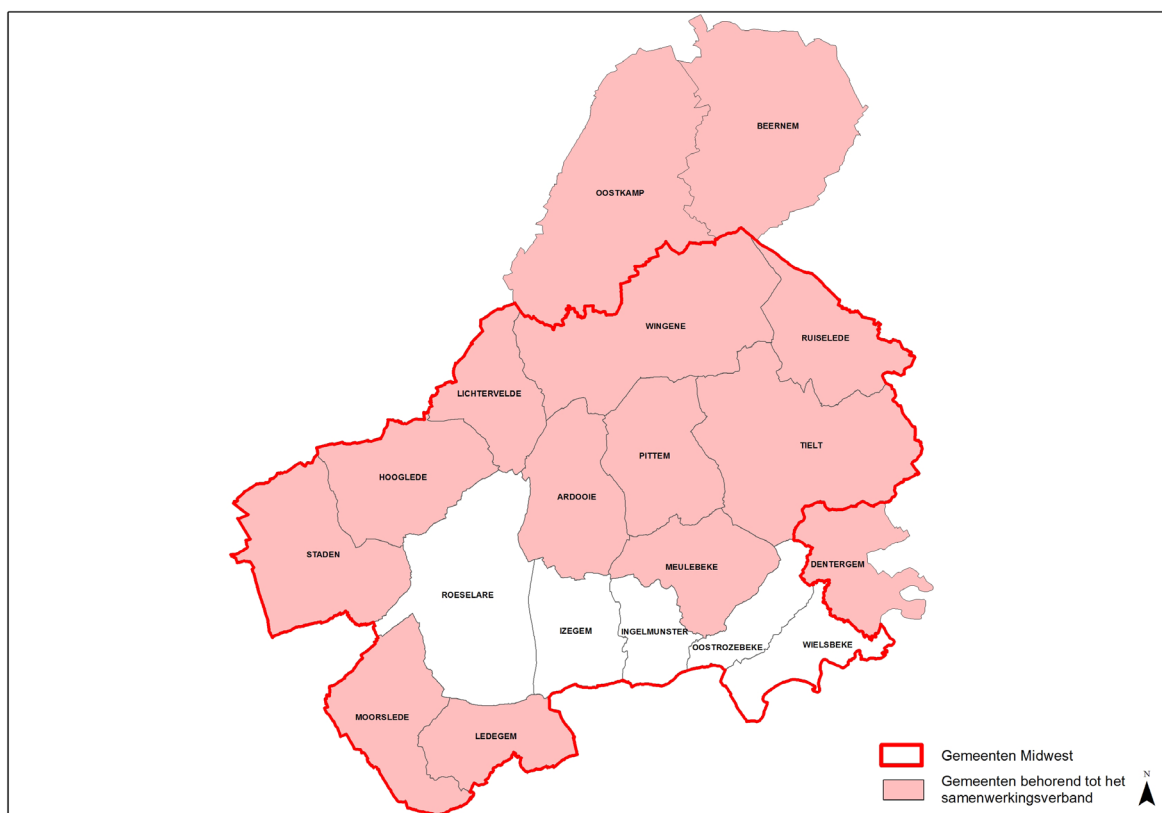 BEERNEM
OOSTKAMP
WINGENE
RUISELEDE
LICHTERVELDE
TIELT
PITTEM
HOOGLEDE
ARDOOIE
STADEN
DENTERGEM
MEULEBEKE
ROESELARE
IZEGEM
INGELMUNSTER
OOSTROZEBEKE
WIELSBEKE
MOORSLEDE
LEDEGEM
Gemeenten Midwest
Gemeenten behorend tot het
samenwerkingsverband
N